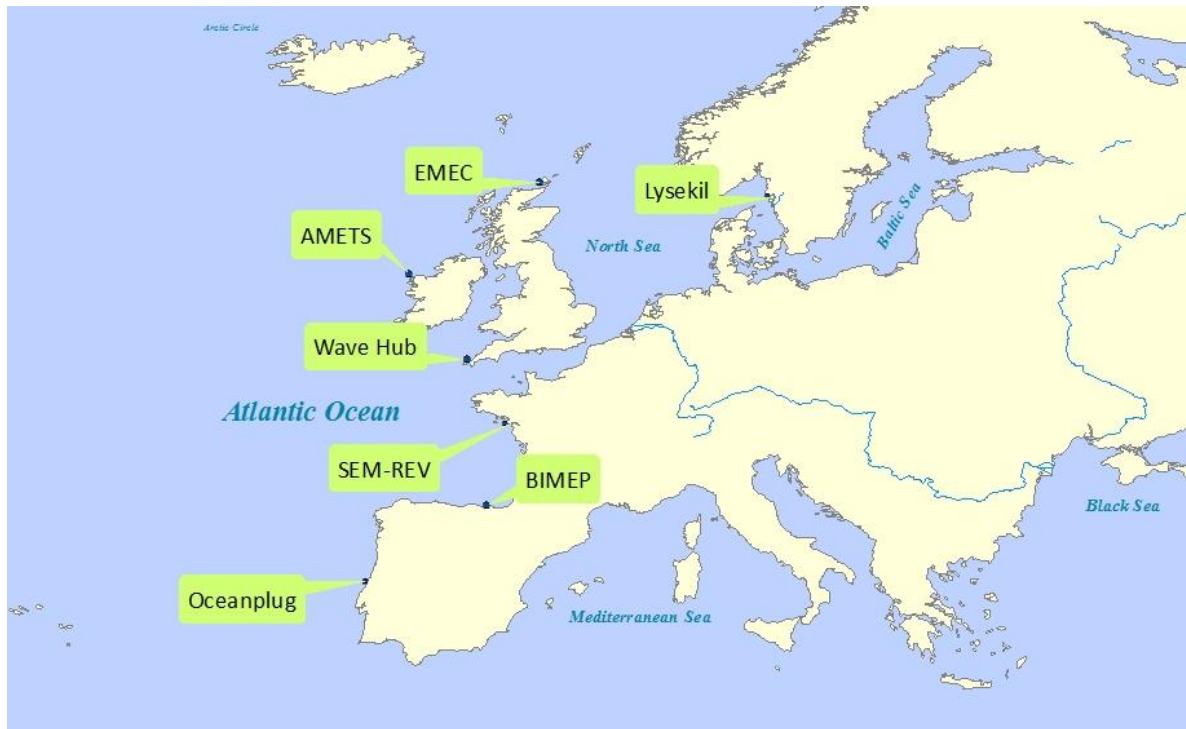 Arctic Circle
EMEC
Lysekil
AMETS
North Sea
Baltic Sea
Wave Hub
Atlantic Ocean
SEM-REV
BIMEP
Black Sea
Oceanplug
Mediterranean Sea